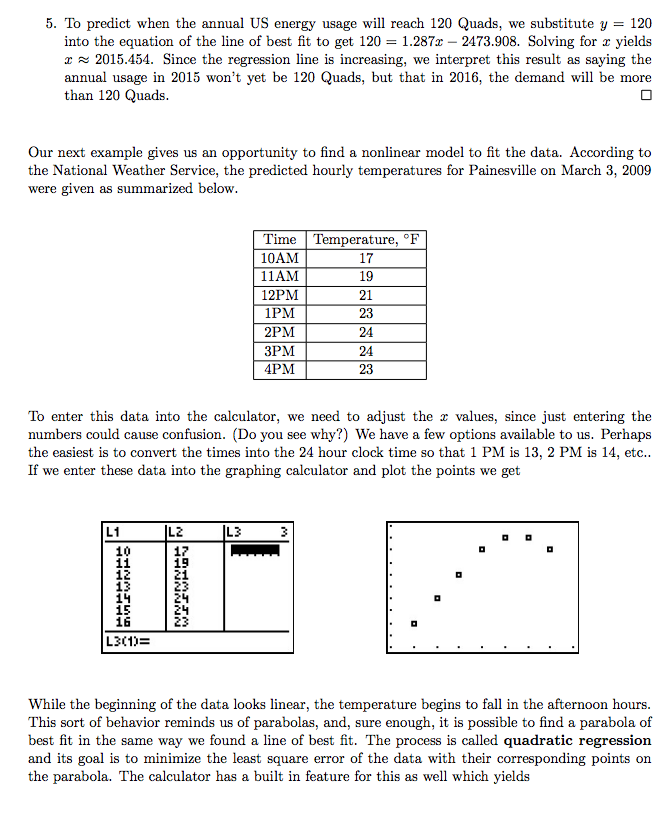 5. To predict when the annual US energy usage will reach 120 Quads, we substitute y = 120
into the equation of the line of best fit to get 120 = 1.287x − 2473.908. Solving for x yields
x ≈ 2015.454. Since the regression line is increasing, we interpret this result as saying the
annual usage in 2015 won't yet be 120 Quads, but that in 2016, the demand will be more
than 120 Quads. □
Our next example gives us an opportunity to find a nonlinear model to fit the data. According to
the National Weather Service, the predicted hourly temperatures for Painesville on March 3, 2009
were given as summarized below.
Time Temperature, °F
10AM 17
11AM 19
12PM 21
1PM 23
2PM 24
3PM 24
4PM 23
To enter this data into the calculator, we need to adjust the x values, since just entering the
numbers could cause confusion. (Do you see why?) We have a few options available to us. Perhaps
the easiest is to convert the times into the 24 hour clock time so that 1 PM is 13, 2 PM is 14, etc..
If we enter these data into the graphing calculator and plot the points we get
L1 L2 L3 3
10 17
11 19
12 21
13 23
14 24
15 24
16 23
L3(1)=
While the beginning of the data looks linear, the temperature begins to fall in the afternoon hours.
This sort of behavior reminds us of parabolas, and, sure enough, it is possible to find a parabola of
best fit in the same way we found a line of best fit. The process is called quadratic regression
and its goal is to minimize the least square error of the data with their corresponding points on
the parabola. The calculator has a built in feature for this as well which yields